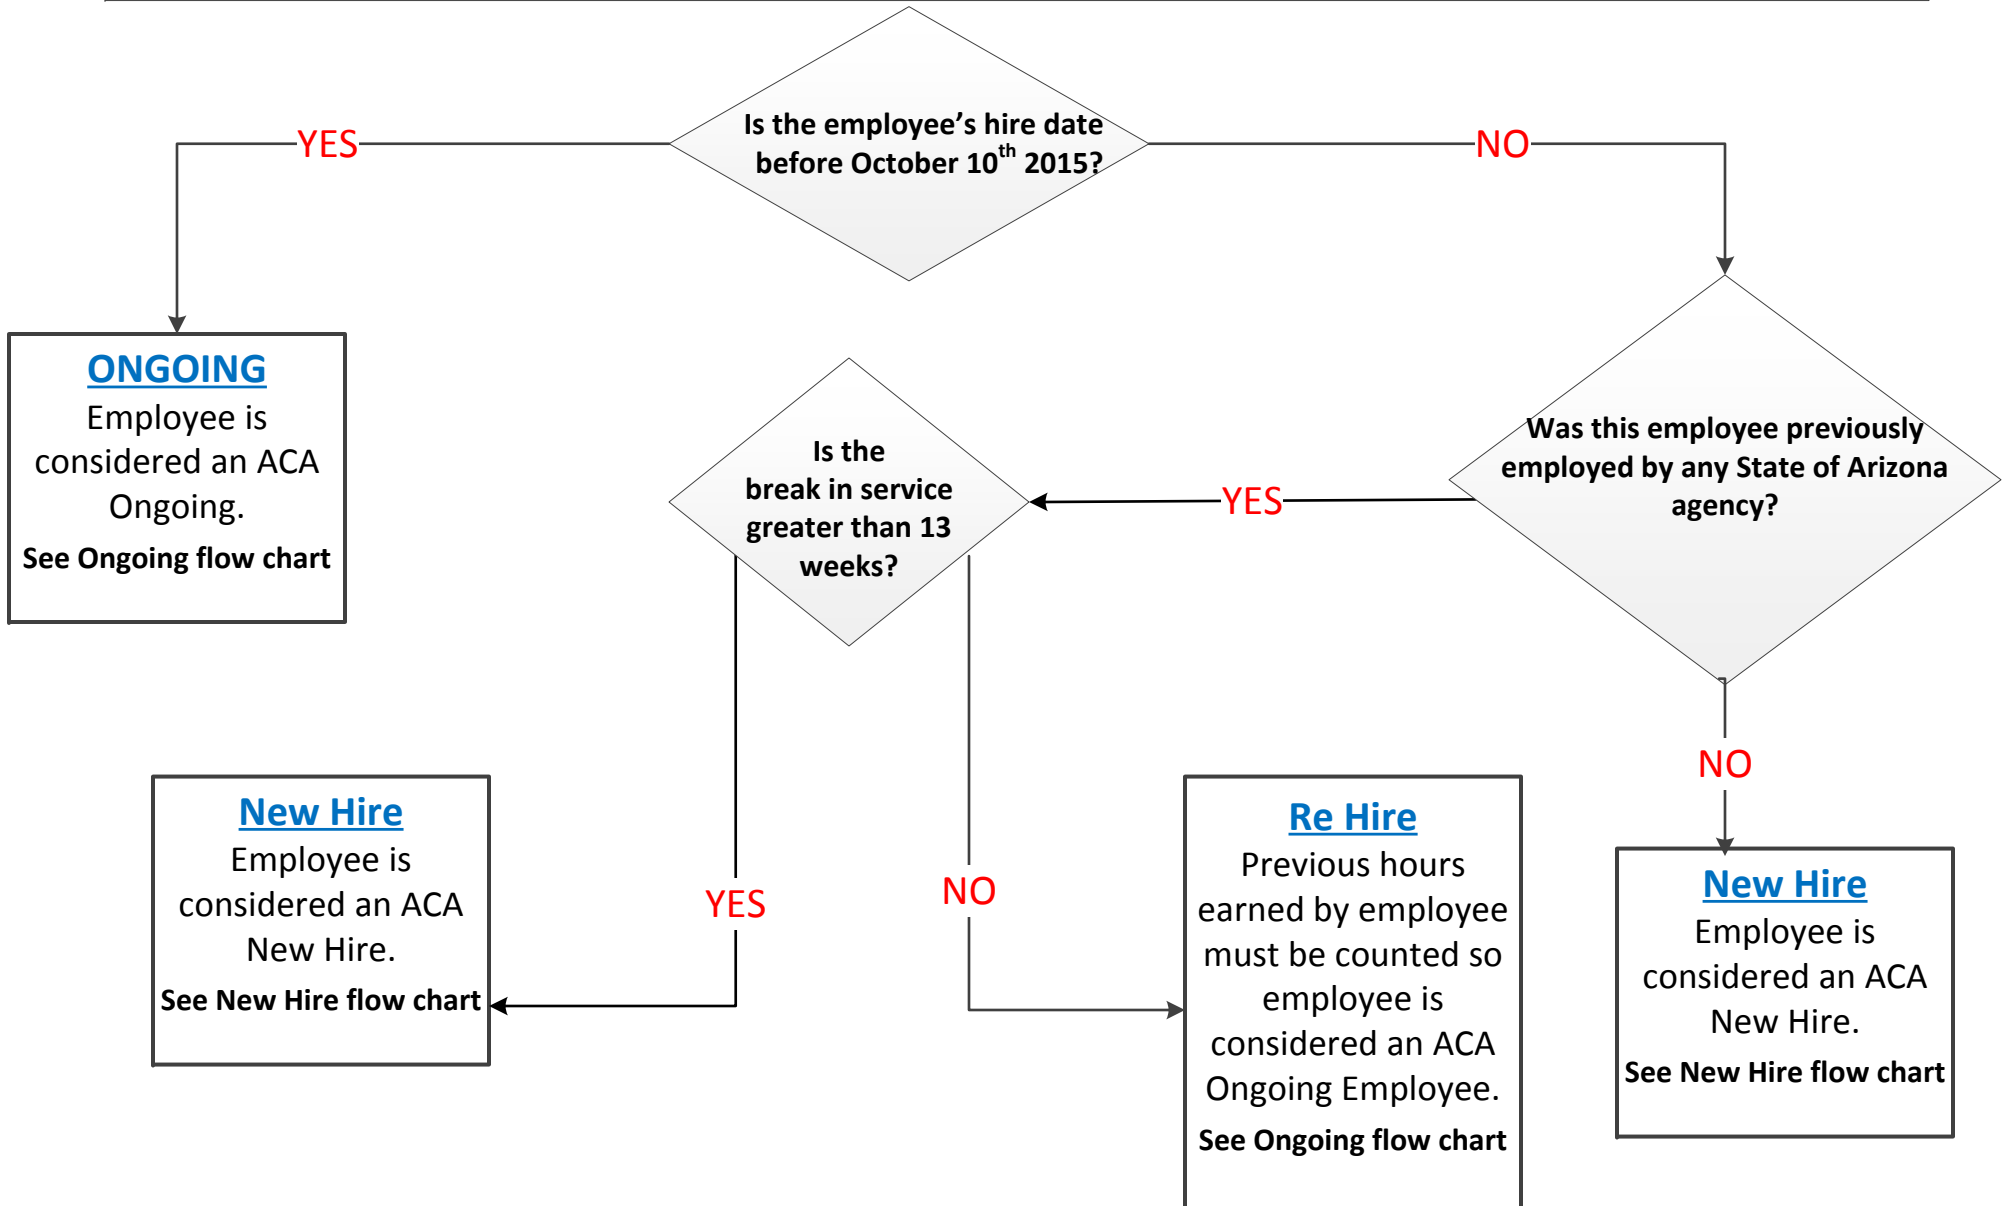 Is the employee's hire date
before October 10th 2015?
YES
NO
ONGOING
Employee is
considered an ACA
Ongoing.
See Ongoing flow chart
Was this employee previously
employed by any State of Arizona
agency?
YES
Is the
break in service
greater than 13
weeks?
NO
YES
NO
New Hire
Employee is
considered an ACA
New Hire.
See New Hire flow chart
Re Hire
Previous hours
earned by employee
must be counted so
employee is
considered an ACA
Ongoing Employee.
See Ongoing flow chart
New Hire
Employee is
considered an ACA
New Hire.
See New Hire flow chart